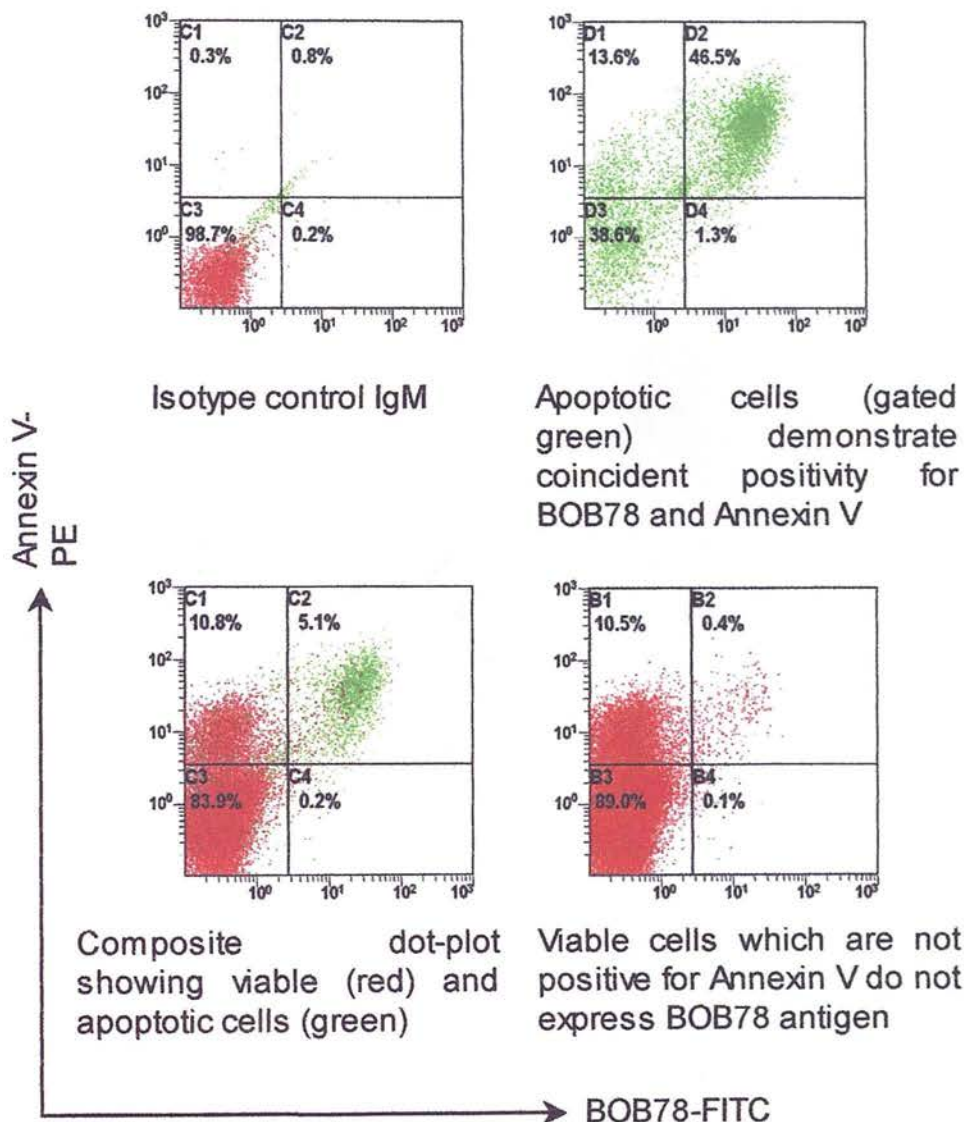 10³
C1
0.3%
C2
0.8%
10²
10¹
C3
98.7%
C4
0.2%
10⁰
10⁰
10¹
10²
10³
10³
D1
13.6%
D2
46.5%
10²
10¹
D3
38.6%
D4
1.3%
10⁰
10⁰
10¹
10²
10³
Isotype control IgM
Apoptotic cells (gated
green) demonstrate
coincident positivity for
BOB78 and Annexin V
Annexin V-
PE
10³
C1
10.8%
C2
5.1%
10²
10¹
C3
83.9%
C4
0.2%
10⁰
10⁰
10¹
10²
10³
10³
B1
10.5%
B2
0.4%
10²
10¹
B3
89.0%
B4
0.1%
10⁰
10⁰
10¹
10²
10³
Composite dot-plot
showing viable (red) and
apoptotic cells (green)
Viable cells which are not
positive for Annexin V do not
express BOB78 antigen
BOB78-FITC